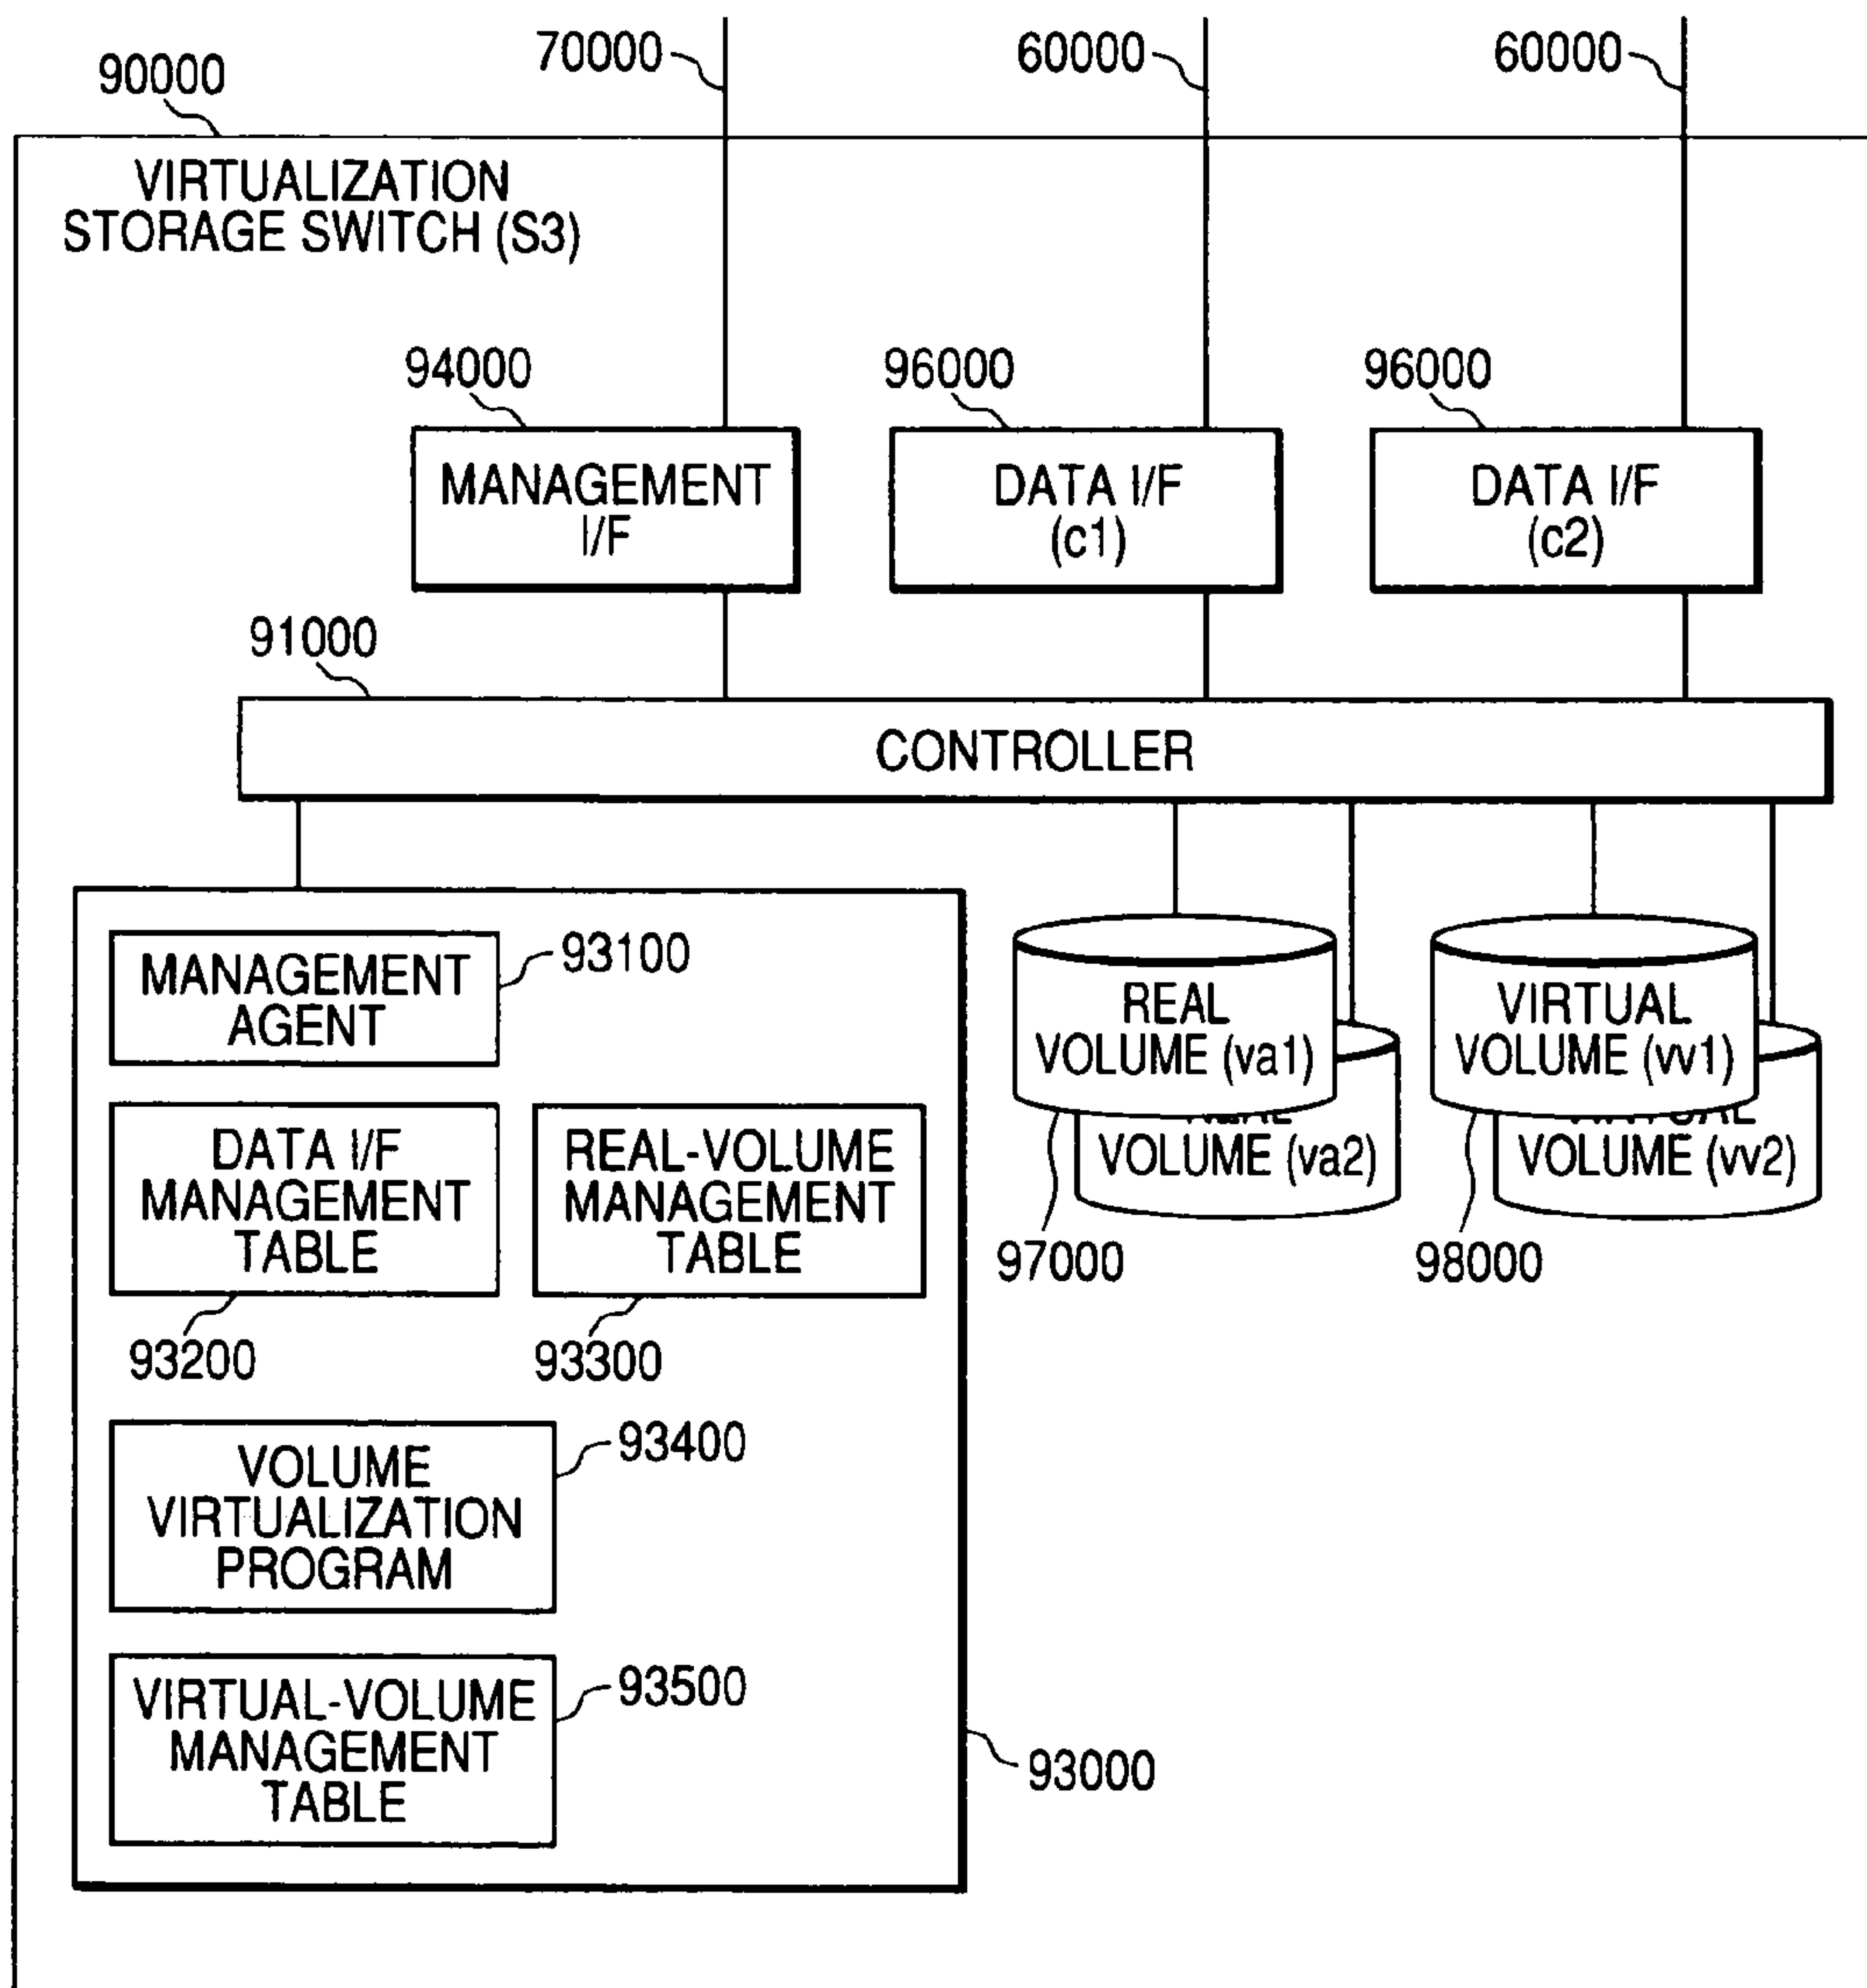 70000
60000
60000
90000
VIRTUALIZATION
STORAGE SWITCH (S3)
94000
96000
96000
MANAGEMENT
I/F
DATA I/F
(c1)
DATA I/F
(c2)
91000
CONTROLLER
MANAGEMENT
AGENT
93100
REAL
VOLUME (va1)
VIRTUAL
VOLUME (vv1)
DATA I/F
MANAGEMENT
TABLE
REAL-VOLUME
MANAGEMENT
TABLE
VOLUME (va2)
VOLUME (vv2)
97000
98000
93200
93300
VOLUME
VIRTUALIZATION
PROGRAM
93400
VIRTUAL-VOLUME
MANAGEMENT
TABLE
93500
93000